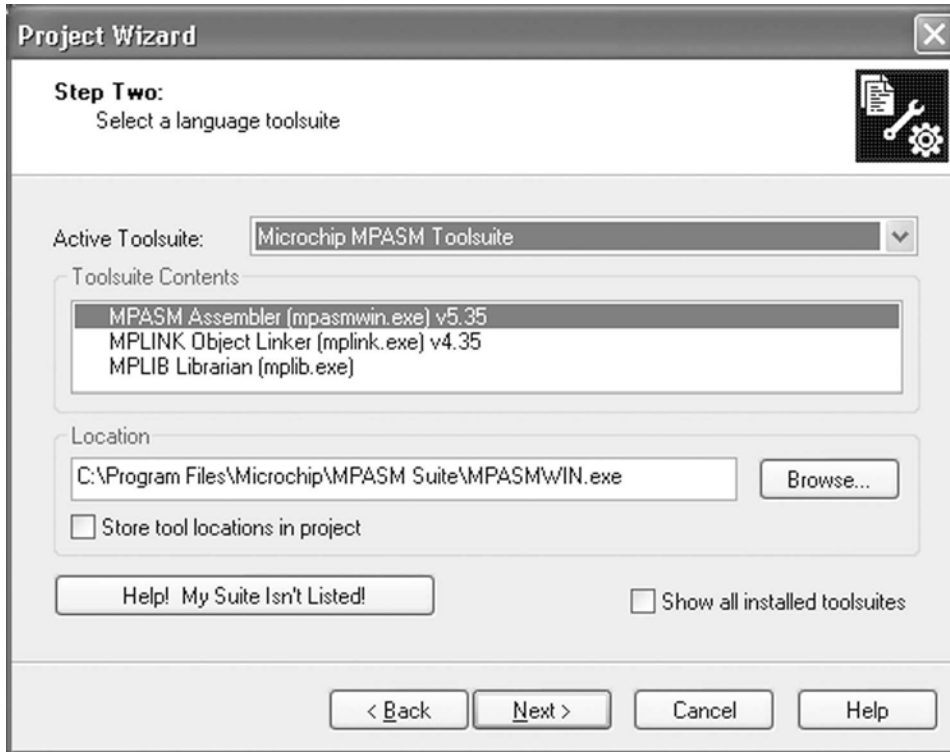 Project Wizard
Step Two:
Select a language toolsuite
Active Toolsuite: Microchip MPASM Toolsuite
Toolsuite Contents
MPASM Assembler (mpasmwin.exe) v5.35
MPLINK Object Linker (mplink.exe) v4.35
MPLIB Librarian (mplib.exe)
Location
C:\Program Files\Microchip\MPASM Suite\MPASMWIN.exe Browse...
Store tool locations in project
Help! My Suite Isn't Listed! Show all installed toolsuites
< Back Next > Cancel Help